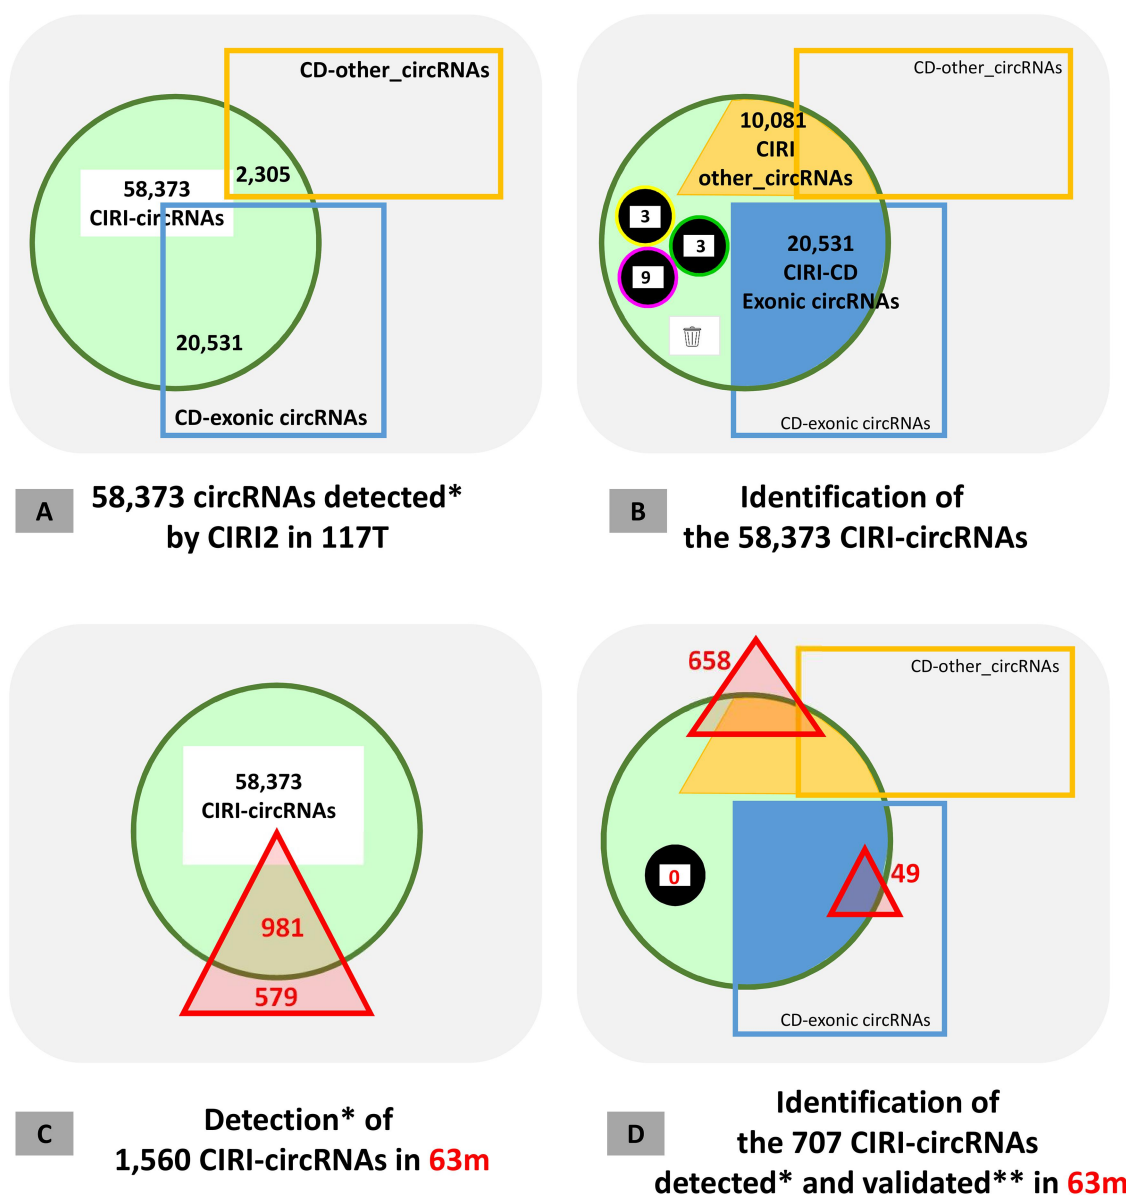 CD-other_circRNAs
2,305
58,373
CIRI-circRNAs
20,531
CD-exonic circRNAs
A
58,373 circRNAs detected*
by CIRI2 in 117T
CD-other_circRNAs
10,081
CIRI
other_circRNAs
3
3
9
20,531
CIRI-CD
Exonic circRNAs
CD-exonic circRNAs
B
Identification of
the 58,373 CIRI-circRNAs
58,373
CIRI-circRNAs
981
579
C
Detection* of
1,560 CIRI-circRNAs in 63m
658
CD-other_circRNAs
0
49
CD-exonic circRNAs
D
Identification of
the 707 CIRI-circRNAs
detected* and validated** in 63m